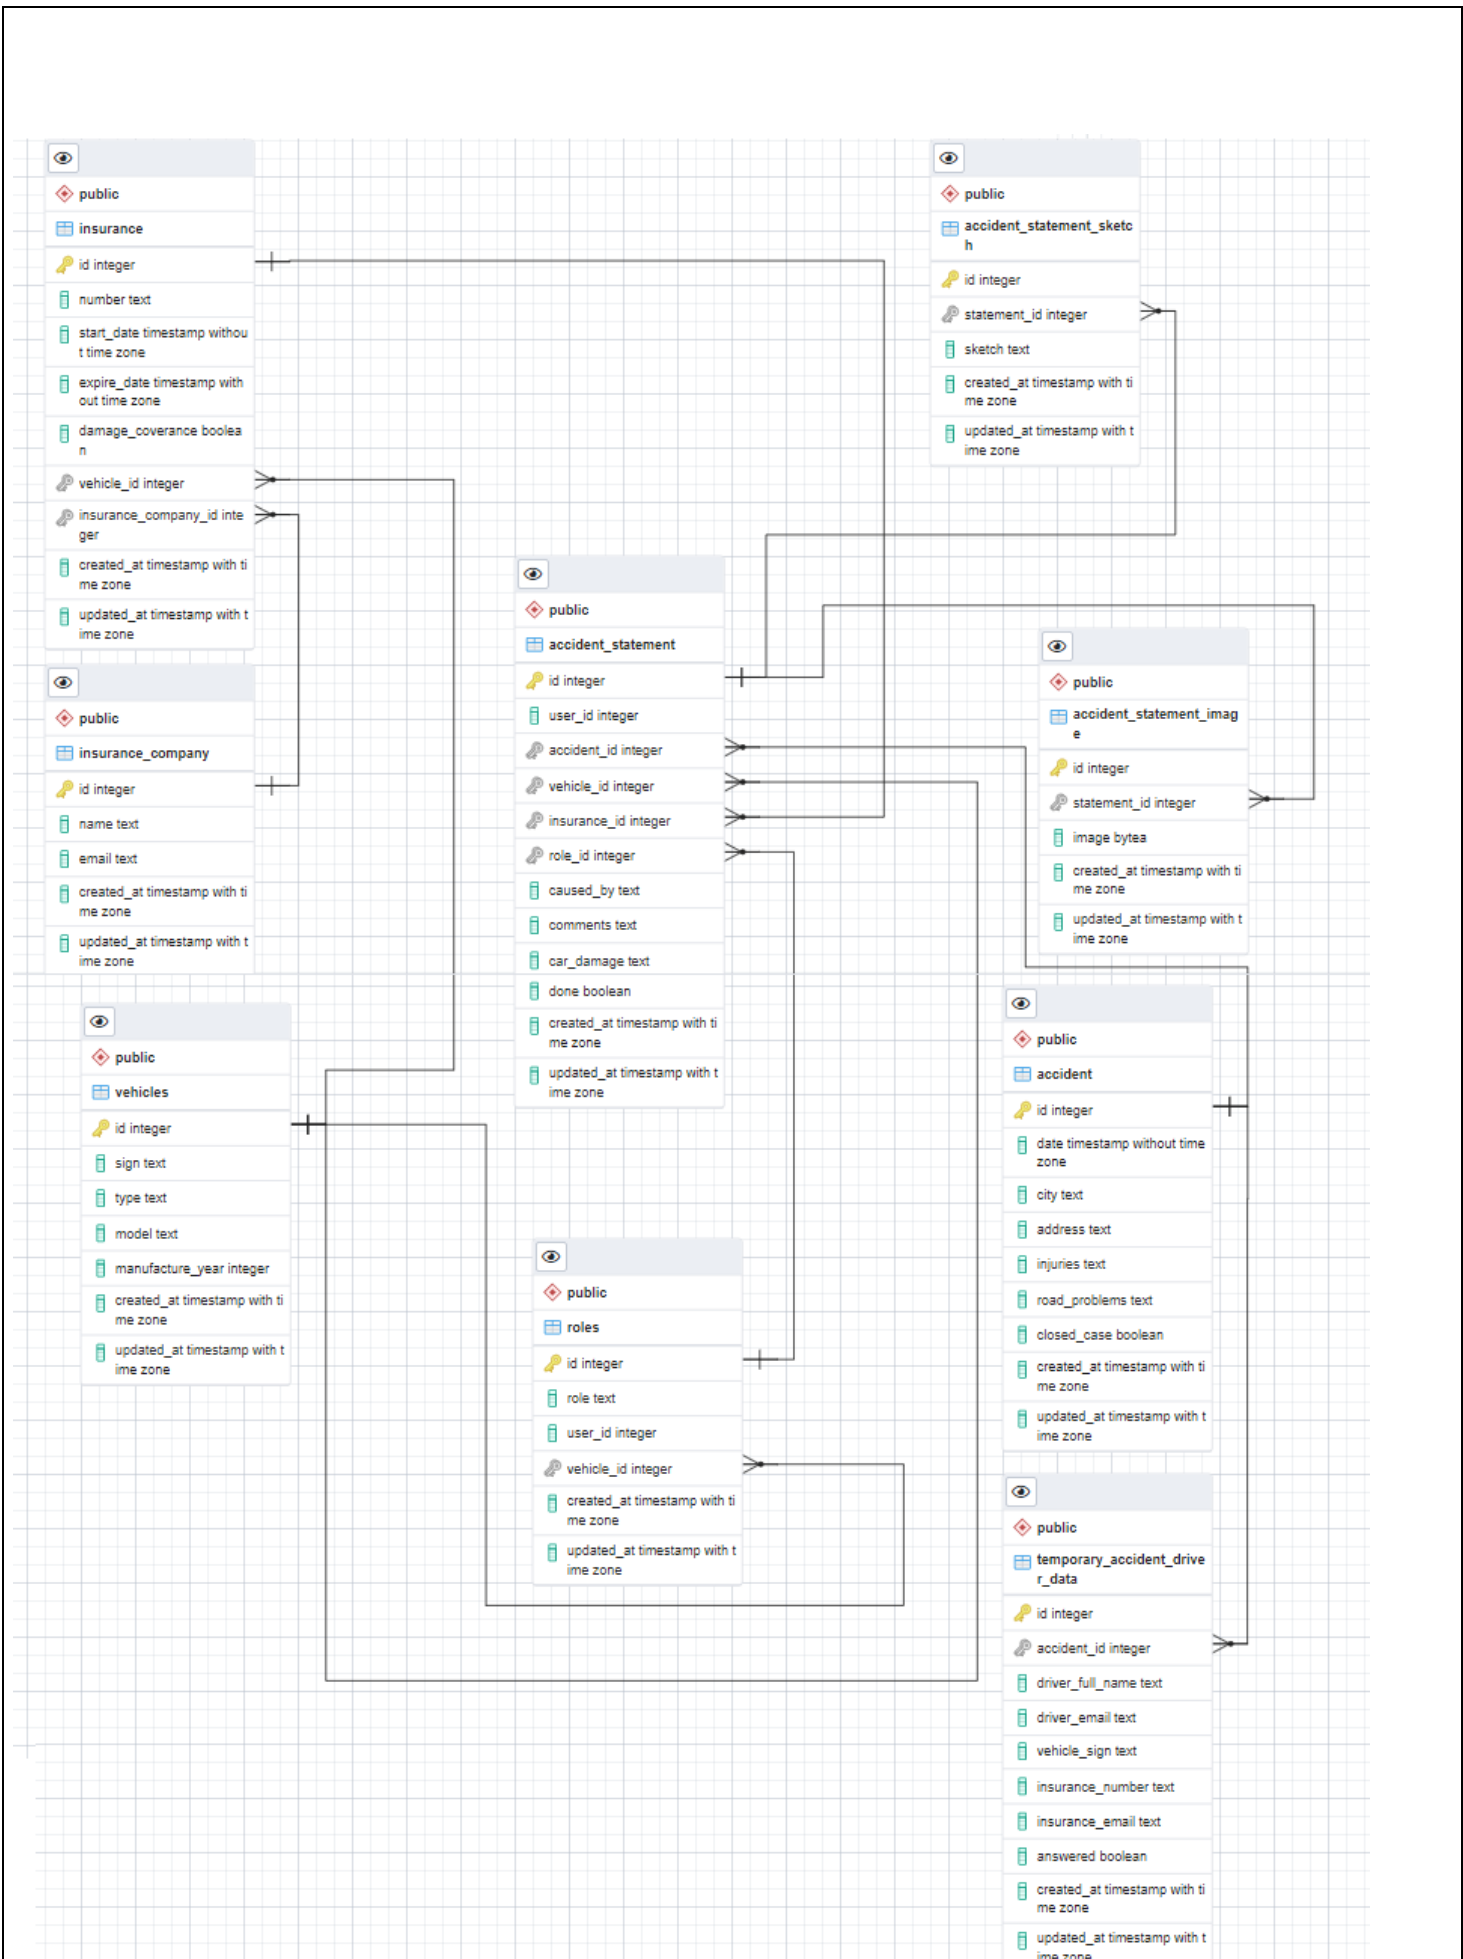 public
insurance
id integer
number text
start_date timestamp withou
t time zone
expire_date timestamp with
out time zone
damage_coverance boolea
n
vehicle_id integer
insurance_company_id inte
ger
created_at timestamp with ti
me zone
updated_at timestamp with t
ime zone
public
insurance_company
id integer
name text
email text
created_at timestamp with ti
me zone
updated_at timestamp with t
ime zone
public
vehicles
id integer
sign text
type text
model text
manufacture_year integer
created_at timestamp with ti
me zone
updated_at timestamp with t
ime zone
public
accident_statement
id integer
user_id integer
accident_id integer
vehicle_id integer
insurance_id integer
role_id integer
caused_by text
comments text
car_damage text
done boolean
created_at timestamp with ti
me zone
updated_at timestamp with t
ime zone
public
roles
id integer
role text
user_id integer
vehicle_id integer
created_at timestamp with ti
me zone
updated_at timestamp with t
ime zone
public
accident_statement_sketc
h
id integer
statement_id integer
sketch text
created_at timestamp with ti
me zone
updated_at timestamp with t
ime zone
public
accident_statement_imag
e
id integer
statement_id integer
image bytea
created_at timestamp with ti
me zone
updated_at timestamp with t
ime zone
public
accident
id integer
date timestamp without time
zone
city text
address text
injuries text
road_problems text
closed_case boolean
created_at timestamp with ti
me zone
updated_at timestamp with t
ime zone
public
temporary_accident_drive
r_data
id integer
accident_id integer
driver_full_name text
driver_email text
vehicle_sign text
insurance_number text
insurance_email text
answered boolean
created_at timestamp with ti
me zone
updated_at timestamp with t
ime zone